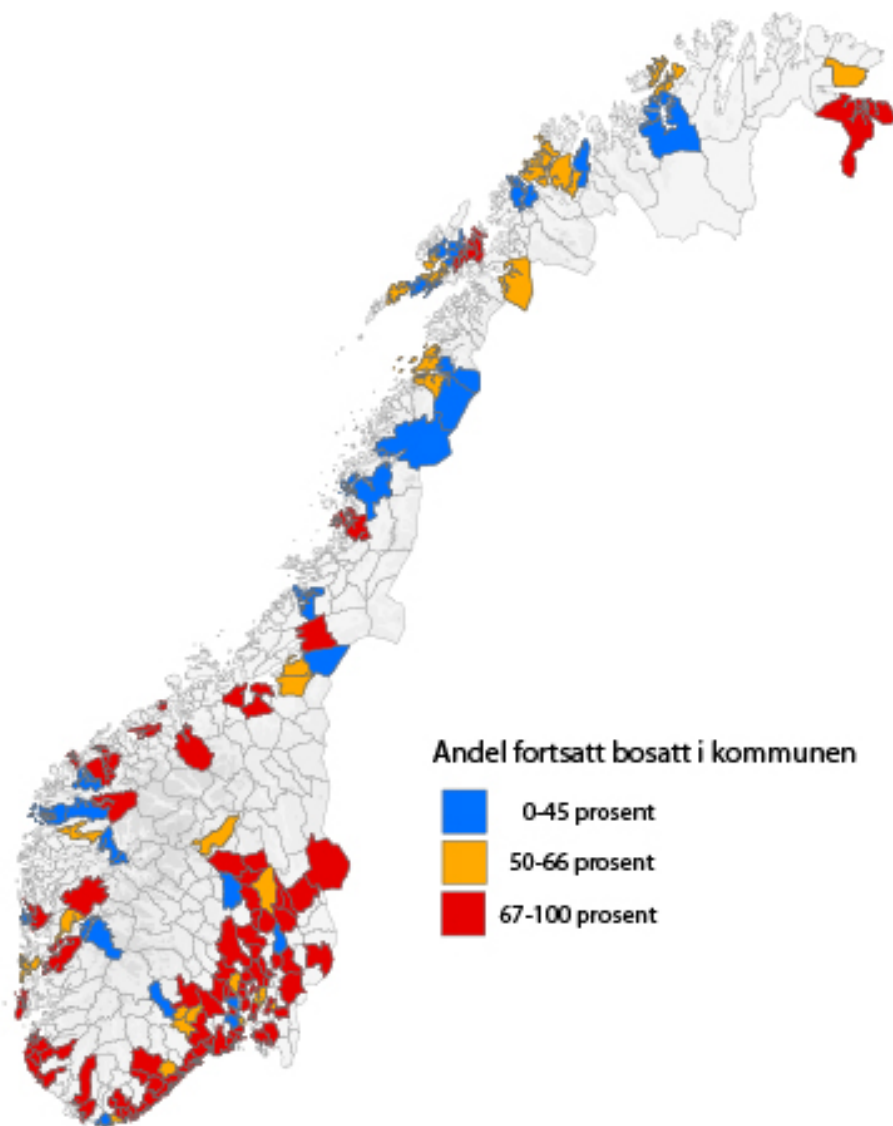 Andel fortsatt bosatt i kommunen
0-45 prosent
50-66 prosent
67-100 prosent